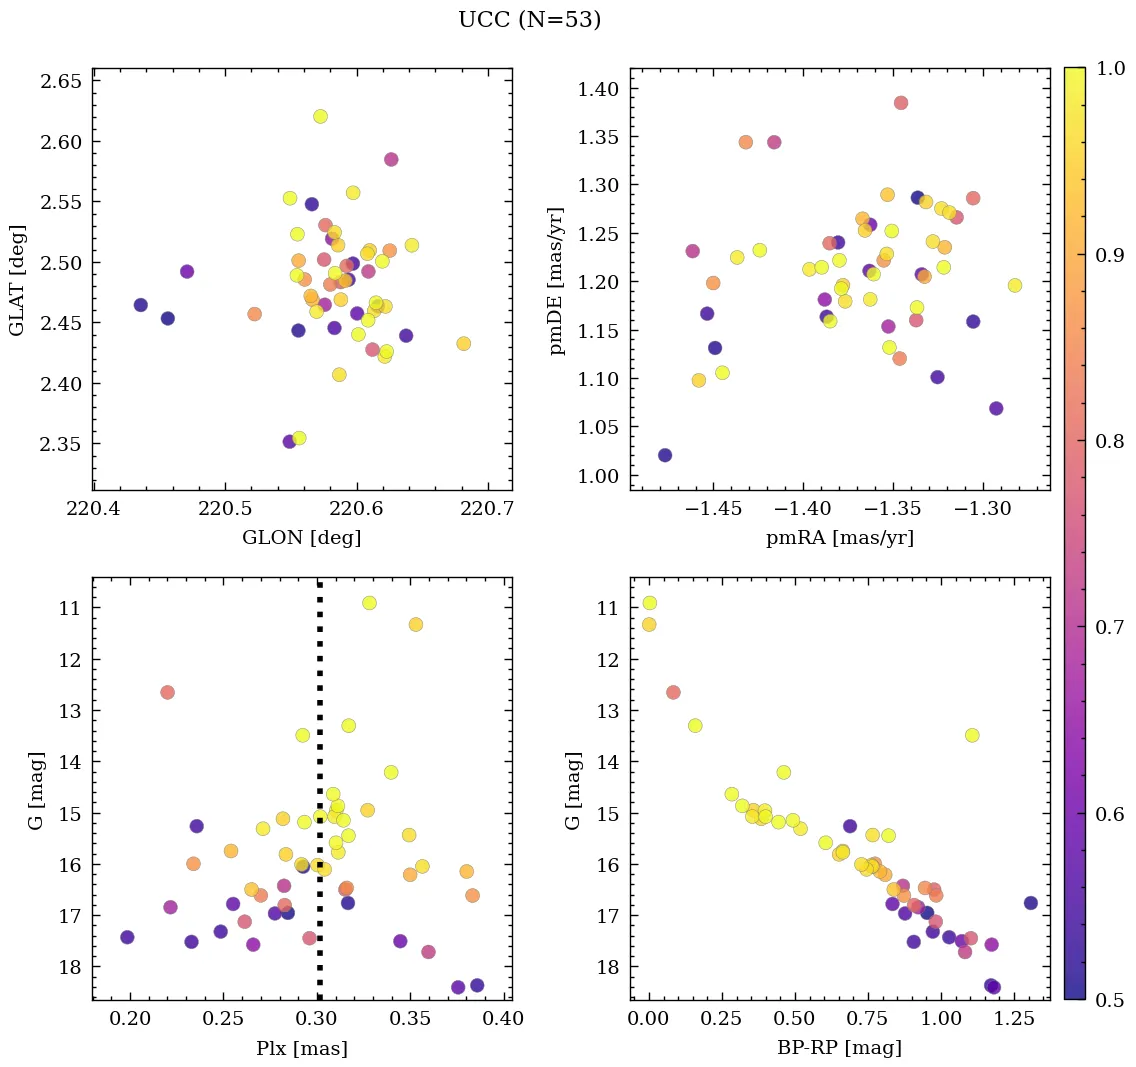 UCC (N=53)
2.65
2.60
2.55
2.50
2.45
2.40
2.35
GLAT [deg]
220.4 220.5 220.6 220.7
GLON [deg]
1.40
1.35
1.30
1.25
1.20
1.15
1.10
1.05
1.00
pmDE [mas/yr]
−1.45 −1.40 −1.35 −1.30
pmRA [mas/yr]
11
12
13
14
15
16
17
18
G [mag]
0.20 0.25 0.30 0.35 0.40
Plx [mas]
11
12
13
14
15
16
17
18
G [mag]
0.00 0.25 0.50 0.75 1.00 1.25
BP-RP [mag]
1.0
0.9
0.8
0.7
0.6
0.5